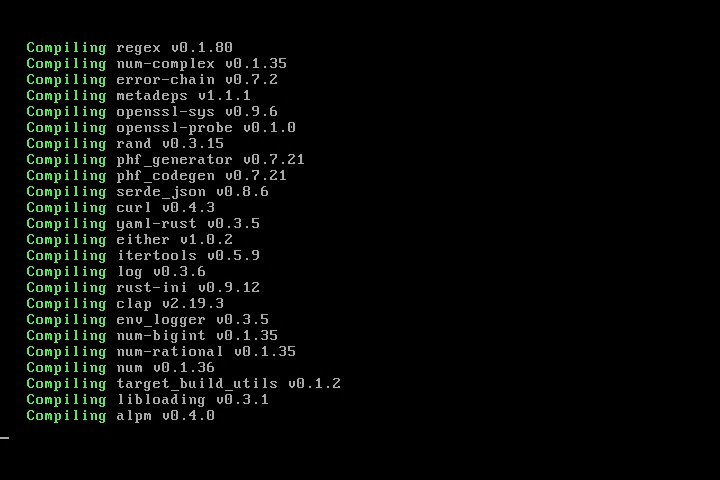 Compiling regex v0.1.80
Compiling num-complex v0.1.35
Compiling error-chain v0.7.2
Compiling metadeps v1.1.1
Compiling openssl-sys v0.9.6
Compiling openssl-probe v0.1.0
Compiling rand v0.3.15
Compiling phf_generator v0.7.21
Compiling phf_codegen v0.7.21
Compiling serde_json v0.8.6
Compiling curl v0.4.3
Compiling yaml-rust v0.3.5
Compiling either v1.0.2
Compiling itertools v0.5.9
Compiling log v0.3.6
Compiling rust-ini v0.9.12
Compiling clap v2.19.3
Compiling env_logger v0.3.5
Compiling num-bigint v0.1.35
Compiling num-rational v0.1.35
Compiling num v0.1.36
Compiling target_build_utils v0.1.2
Compiling libloading v0.3.1
Compiling alpm v0.4.0